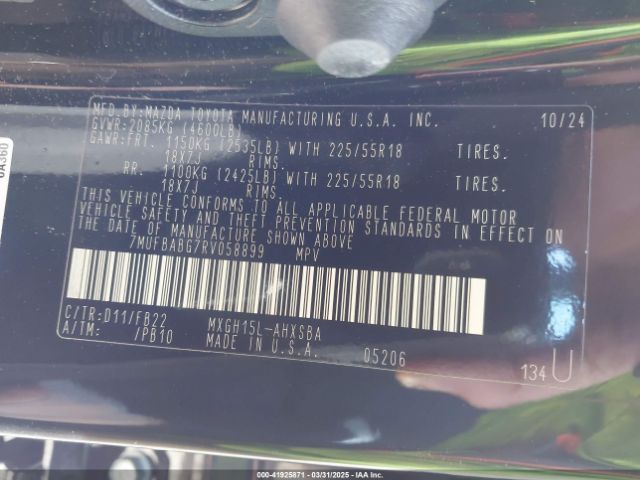 MFD.BY:MAZDA TOYOTA MANUFACTURING U.S.A. INC. 10/24
GVWR:2085KG (4600LB)
GAWR:FRT. 1150KG (2535LB) WITH 225/55R18 TIRES.
18X7J RIMS.
RR. 1100KG (2425LB) WITH 225/55R18 TIRES.
18X7J RIMS.
THIS VEHICLE CONFORMS TO ALL APPLICABLE FEDERAL MOTOR
VEHICLE SAFETY AND THEFT PREVENTION STANDARDS IN EFFECT ON
THE DATE OF MANUFACTURE SHOWN ABOVE.
7MUFBABG7RV058899 MPV
C/TR:D11/FB22 MXGH15L-AHXSBA
A/TM: /PB10 MADE IN U.S.A. 05206
134 U
0A360
000-41925871 - 03/31/2025 - IAAI.COM